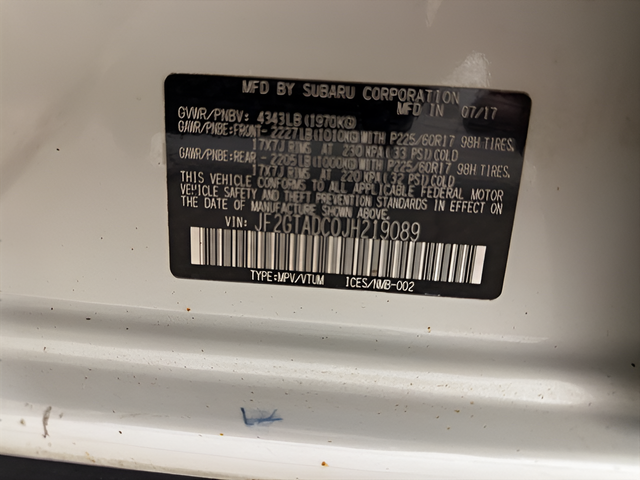 MFD BY SUBARU CORPORATION
MFD IN 07/17
GVWR/PNBV: 4343LB(1970KG)
GAWR/PNBE:FRONT- 2227LB(1010KG)WITH P225/60R17 98H TIRES,
17X7J RIMS AT 230 KPA(33 PSI)COLD
GAWR/PNBE:REAR - 2205LB(1000KG)WITH P225/60R17 98H TIRES,
17X7J RIMS AT 220 KPA(32 PSI)COLD
THIS VEHICLE CONFORMS TO ALL APPLICABLE FEDERAL MOTOR
VEHICLE SAFETY AND THEFT PREVENTION STANDARDS IN EFFECT ON
THE DATE OF MANUFACTURE SHOWN ABOVE.
VIN: JF2GTADC0JH219089
TYPE:MPV/VTUM ICES/NMB-002